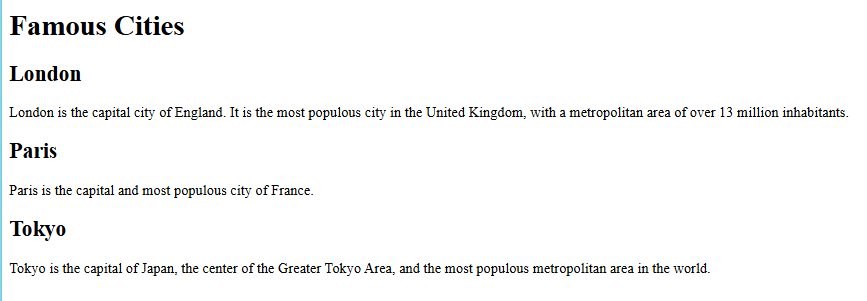 Famous Cities
London
London is the capital city of England. It is the most populous city in the United Kingdom, with a metropolitan area of over 13 million inhabitants.
Paris
Paris is the capital and most populous city of France.
Tokyo
Tokyo is the capital of Japan, the center of the Greater Tokyo Area, and the most populous metropolitan area in the world.